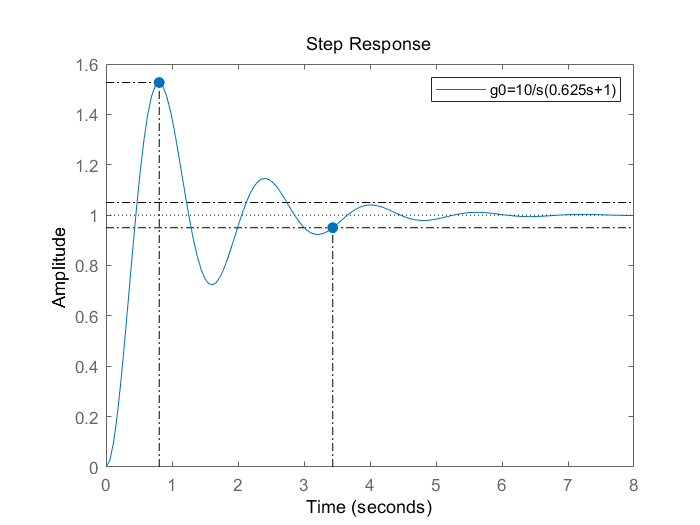 Step Response
g0=10/s(0.625s+1)
1.6
1.4
1.2
1
0.8
0.6
0.4
0.2
0
Amplitude
0 1 2 3 4 5 6 7 8
Time (seconds)